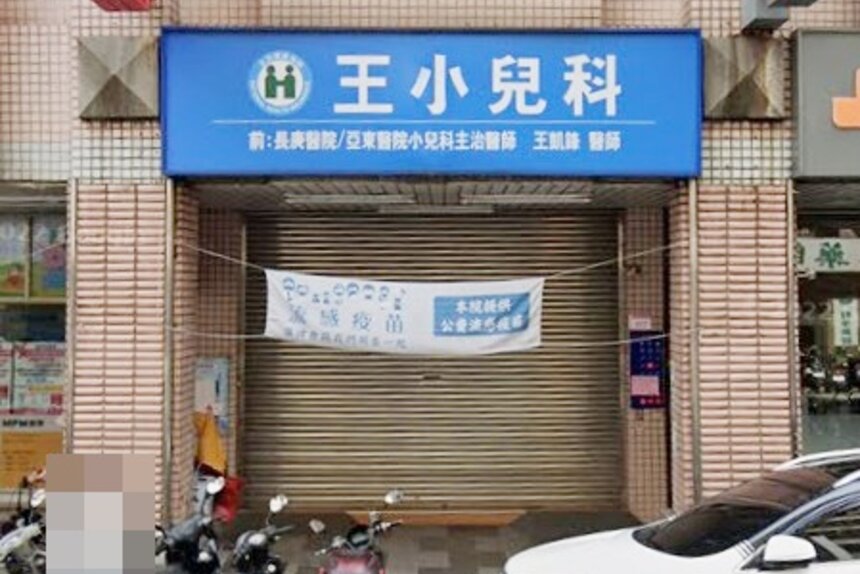 王小兒科
前：長庚醫院/亞東醫院小兒科主治醫師 王凱鋒 醫師
流感疫苗
本院提供
公費流感疫苗